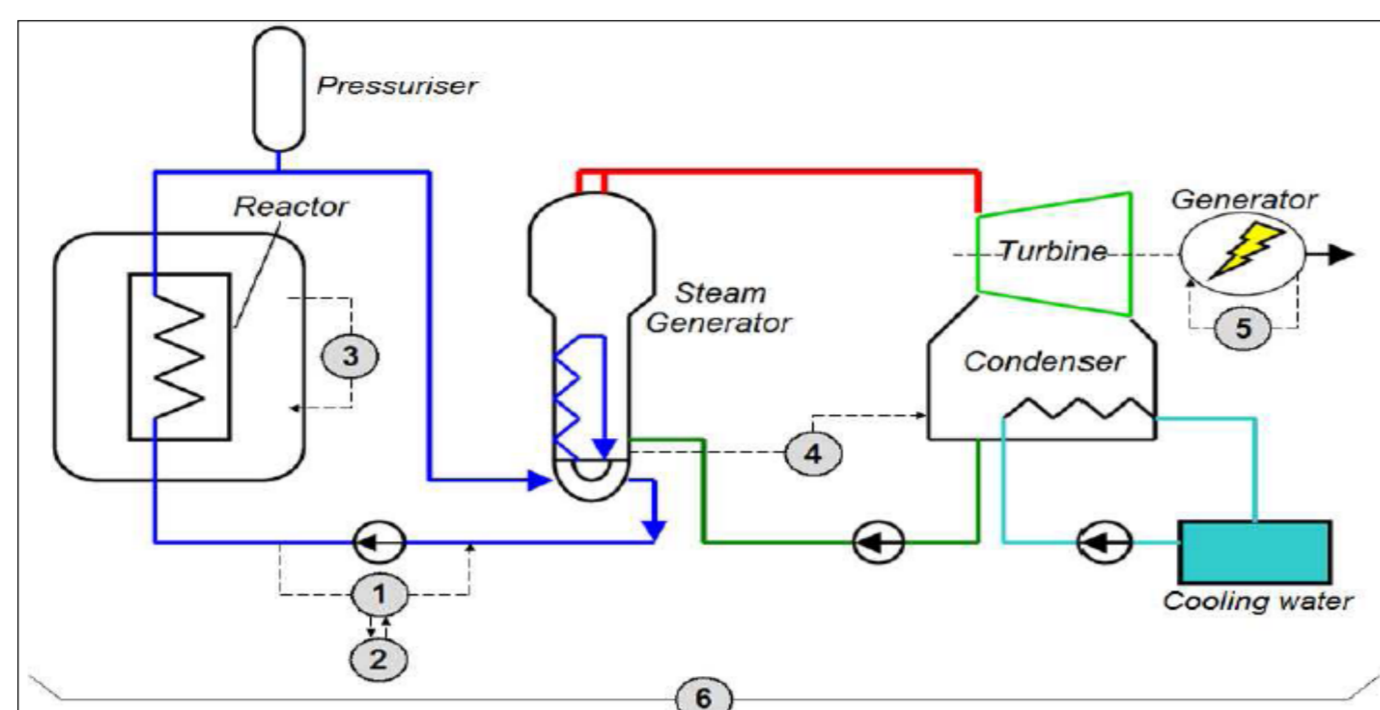 Pressuriser
Reactor
Generator
Turbine
Steam
Generator
5
3
Condenser
4
1
Cooling water
2
6